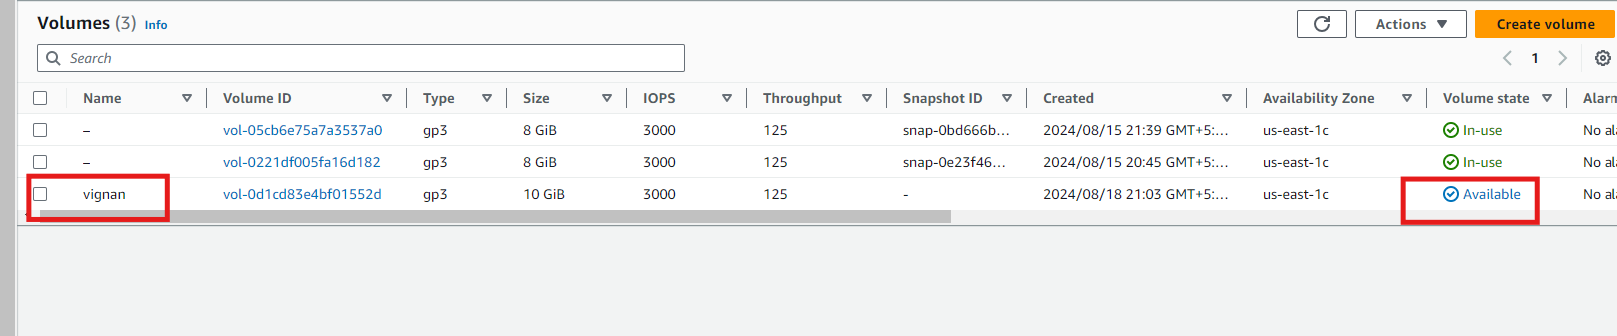 Volumes (3) Info
Actions Create volume
Search
1
Name Volume ID Type Size IOPS Throughput Snapshot ID Created Availability Zone Volume state Alarm
– vol-05cb6e75a7a3537a0 gp3 8 GiB 3000 125 snap-0bd666b... 2024/08/15 21:39 GMT+5:... us-east-1c In-use No ala
– vol-0221df005fa16d182 gp3 8 GiB 3000 125 snap-0e23f46... 2024/08/15 20:45 GMT+5:... us-east-1c In-use No ala
vignan vol-0d1cd83e4bf01552d gp3 10 GiB 3000 125 - 2024/08/18 21:03 GMT+5:... us-east-1c Available No ala